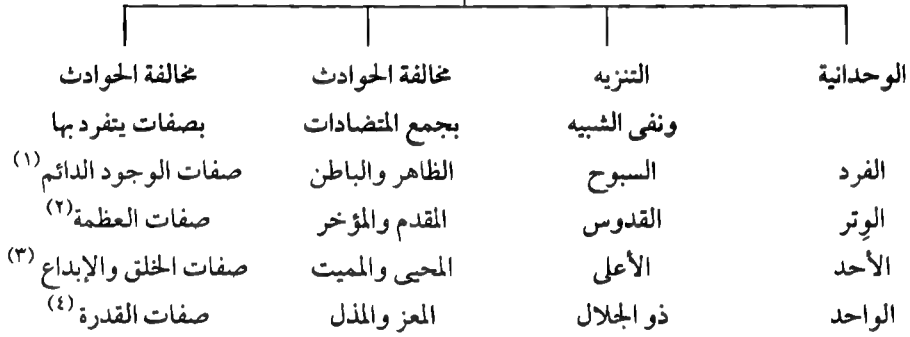 الوحدانية التنزيه مخالفة الحوادث مخالفة الحوادث
ونفى الشبيه بجمع المتضادات بصفات يتفرد بها
الفرد السبوح الظاهر والباطن صفات الوجود الدائم (١)
الوِتر القدوس المقدم والمؤخر صفات العظمة (٢)
الأحد الأعلى المحيى والمميت صفات الخلق والإبداع (٣)
الواحد ذو الجلال المعز والمذل صفات القدرة (٤)